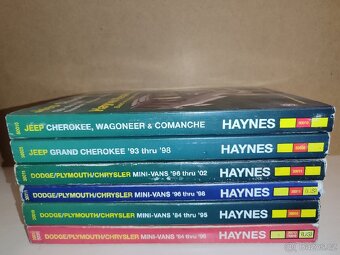 JEEP CHEROKEE, WAGONEER & COMANCHE HAYNES
JEEP GRAND CHEROKEE '93 thru '98 HAYNES
DODGE/PLYMOUTH/CHRYSLER MINI-VANS '96 thru '02 HAYNES
DODGE/PLYMOUTH/CHRYSLER MINI-VANS '96 thru '98 HAYNES
DODGE/PLYMOUTH/CHRYSLER MINI-VANS '84 thru '95 HAYNES
DODGE/PLYMOUTH/CHRYSLER MINI-VANS '84 thru '95 HAYNES